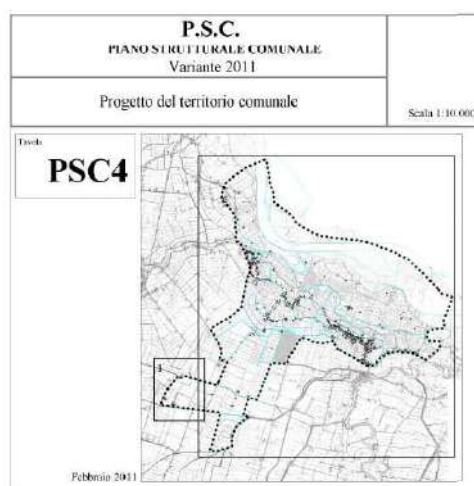 P.S.C.
PIANO STRUTTURALE COMUNALE
Variante 2011
Progetto del territorio comunale
Scala 1:10.000
Tavola
PSC4
1
Febbraio 2011